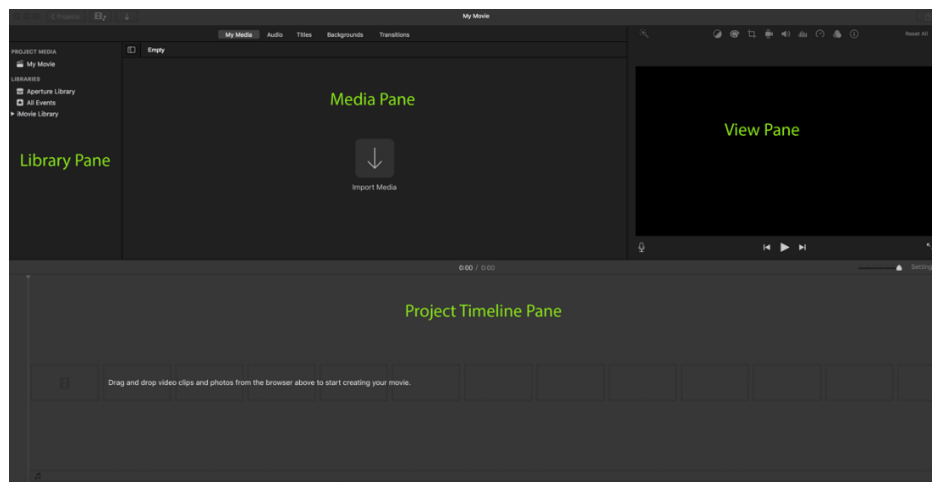 < Projects
My Movie
My Media Audio Titles Backgrounds Transitions
Reset All
PROJECT MEDIA
My Movie
LIBRARIES
Aperture Library
All Events
iMovie Library
Empty
Media Pane
View Pane
Library Pane
Import Media
0:00 / 0:00
Setting
Project Timeline Pane
Drag and drop video clips and photos from the browser above to start creating your movie.